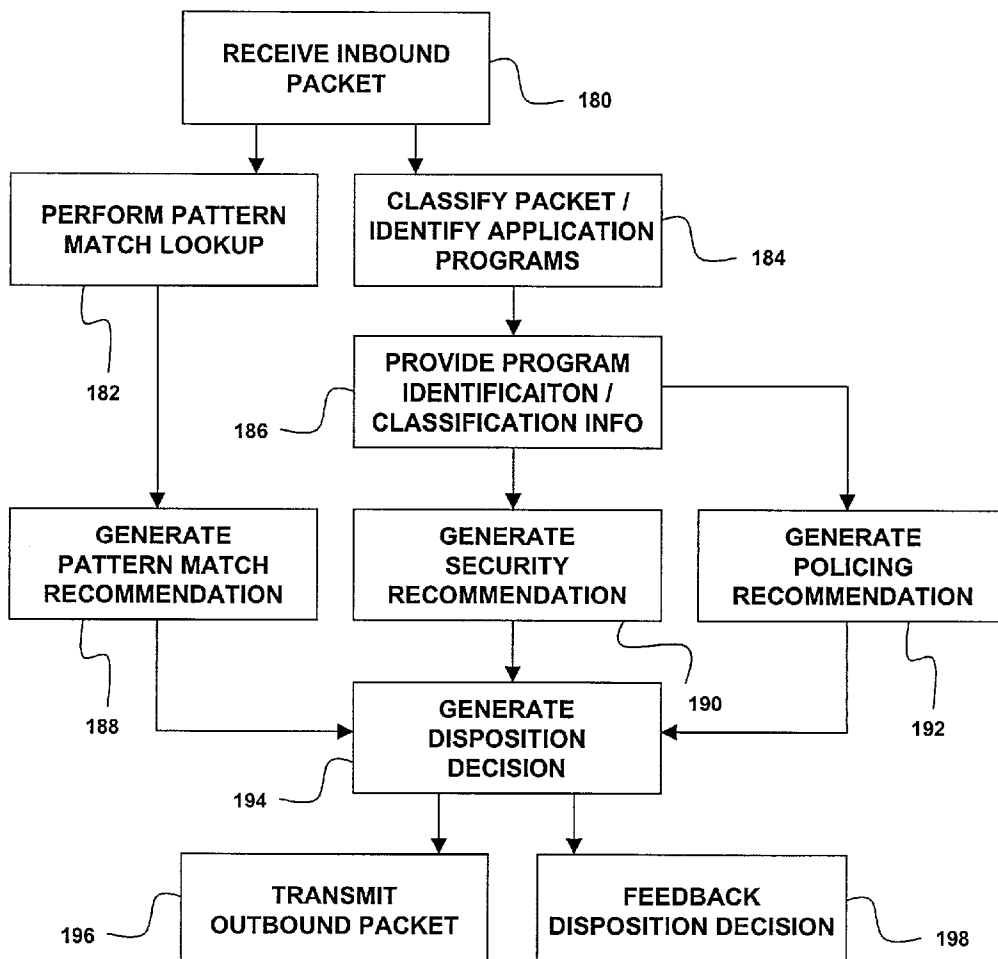 RECEIVE INBOUND
PACKET
180
PERFORM PATTERN
MATCH LOOKUP
182
CLASSIFY PACKET /
IDENTIFY APPLICATION
PROGRAMS
184
PROVIDE PROGRAM
IDENTIFICAITON /
CLASSIFICATION INFO
186
GENERATE
PATTERN MATCH
RECOMMENDATION
188
GENERATE
SECURITY
RECOMMENDATION
190
GENERATE
POLICING
RECOMMENDATION
192
GENERATE
DISPOSITION
DECISION
194
TRANSMIT
OUTBOUND PACKET
196
FEEDBACK
DISPOSITION DECISION
198